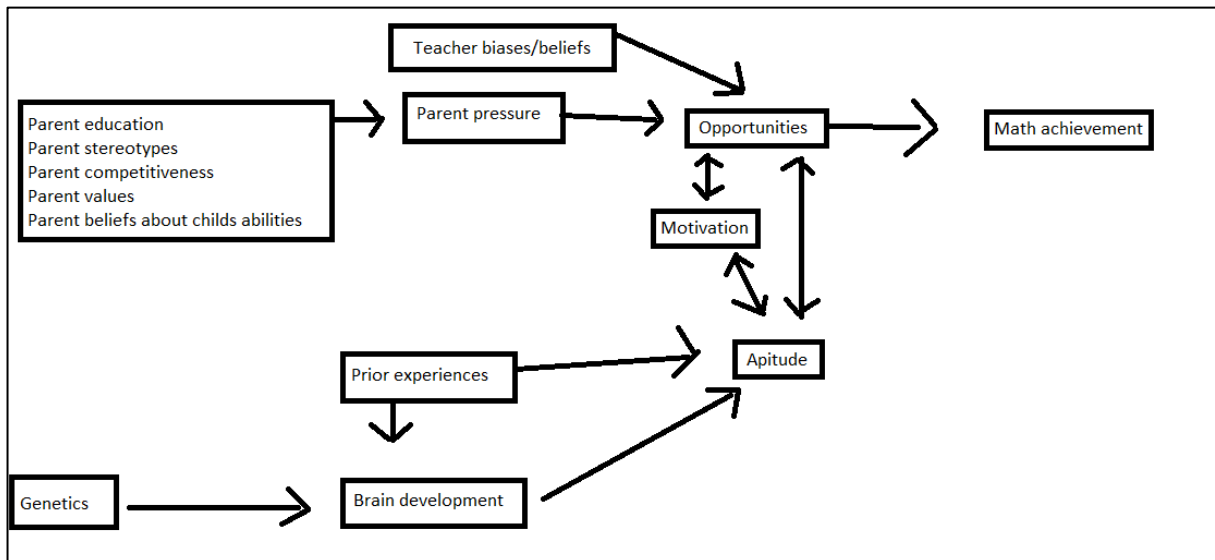 Teacher biases/beliefs
Parent education
Parent stereotypes
Parent competitiveness
Parent values
Parent beliefs about childs abilities
Parent pressure
Opportunities
Math achievement
Motivation
Prior experiences
Apitude
Genetics
Brain development